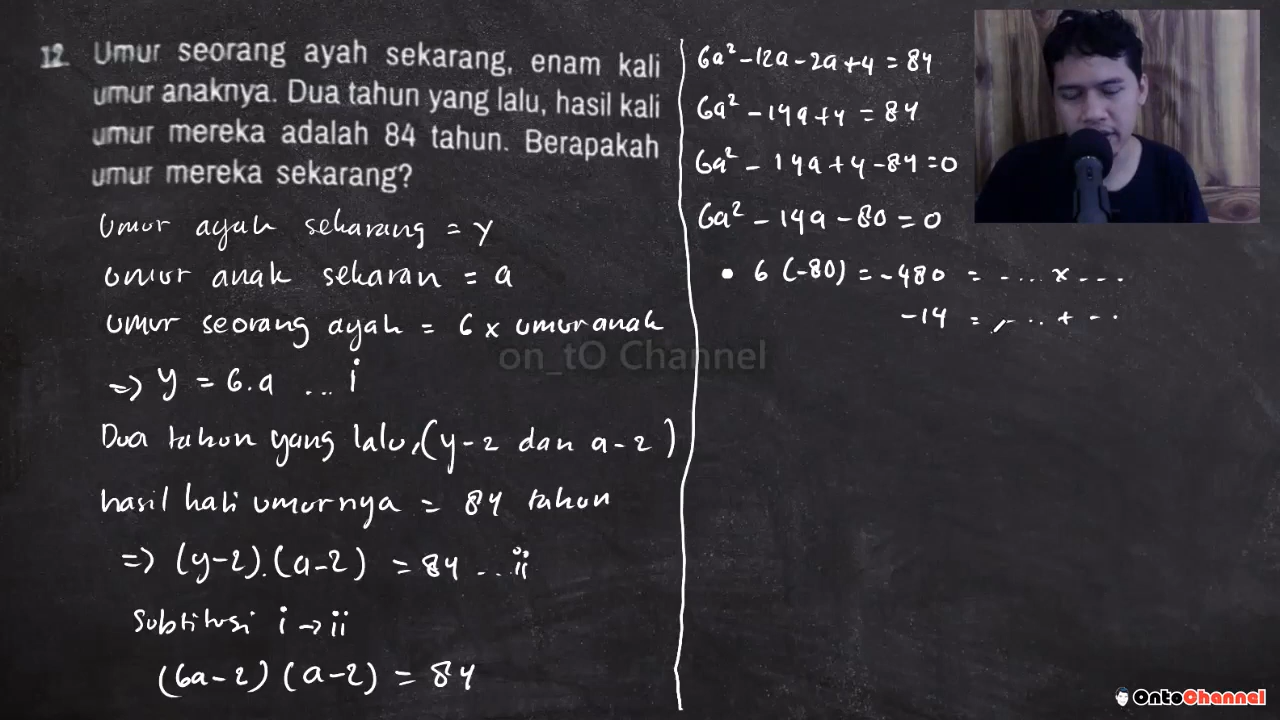 12. Umur seorang ayah sekarang, enam kali
umur anaknya. Dua tahun yang lalu, hasil kali
umur mereka adalah 84 tahun. Berapakah
umur mereka sekarang?
Umur ayah sekarang = y
umur anak sekaran = a
umur seorang ayah = 6 x umur anak
=> y = 6.a ... i
Dua tahun yang lalu, (y-2 dan a-2)
hasil kali umurnya = 84 tahun
=> (y-2).(a-2) = 84 ... ii
Subtitusi i → ii
(6a-2)(a-2) = 84
6a² -12a -2a +4 = 84
6a² - 14a + 4 = 84
6a² - 14a + 4 - 84 = 0
6a² - 14a - 80 = 0
• 6 (-80) = -480 = .... x ...
-14 = .... + ...
on_tO Channel
OntoChannel